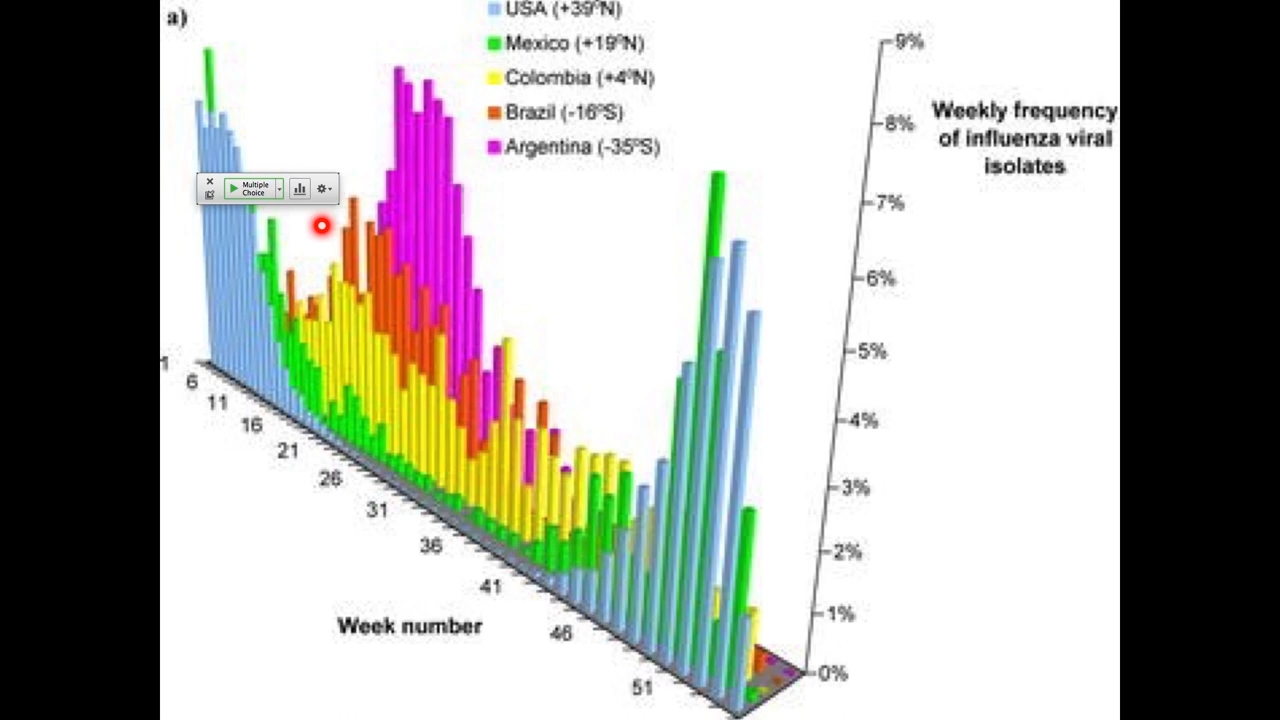 a)
USA (+39ºN)
Mexico (+19ºN)
Colombia (+4ºN)
Brazil (-16ºS)
Argentina (-35ºS)
9%
Weekly frequency
of influenza viral
isolates
8%
7%
6%
5%
4%
3%
2%
1%
0%
Multiple
Choice
1
6
11
16
21
26
31
36
41
46
51
Week number